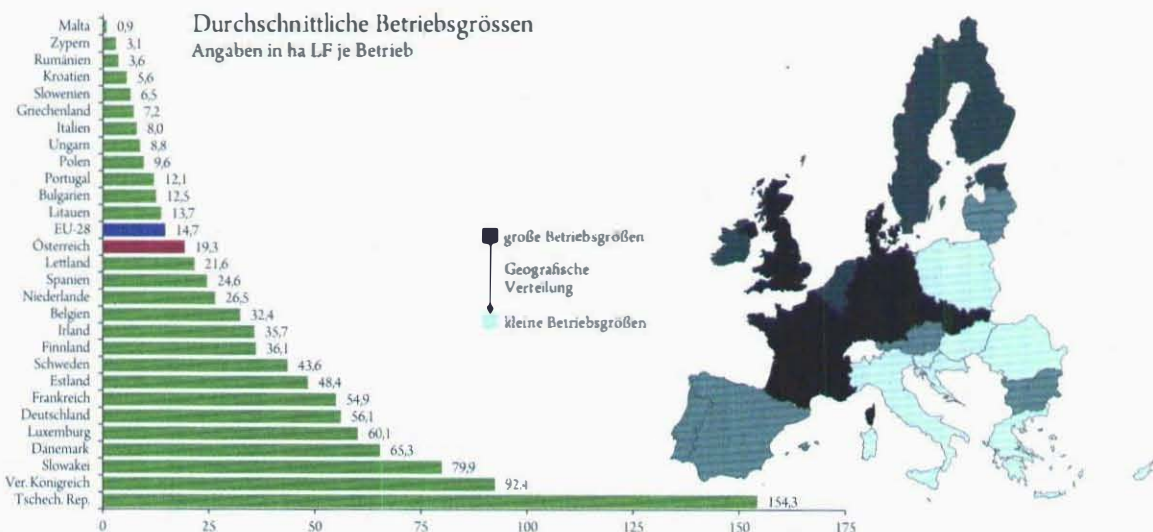 Durchschnittliche Betriebsgrössen
Angaben in ha LF je Betrieb
Malta 0,9
Zypern 3,1
Rumänien 3,6
Kroatien 5,6
Slowenien 6,5
Griechenland 7,2
Italien 8,0
Ungarn 8,8
Polen 9,6
Portugal 12,1
Bulgarien 12,5
Litauen 13,7
EU-28 14,7
Österreich 19,3
Lettland 21,6
Spanien 24,6
Niederlande 26,5
Belgien 32,4
Irland 35,7
Finnland 36,1
Schweden 43,6
Estland 48,4
Frankreich 54,9
Deutschland 56,1
Luxemburg 60,1
Dänemark 65,3
Slowakei 79,9
Ver. Königreich 92,4
Tschech. Rep. 154,3
0 25 50 75 100 125 150 175
große Betriebsgrößen
Geografische
Verteilung
kleine Betriebsgrößen